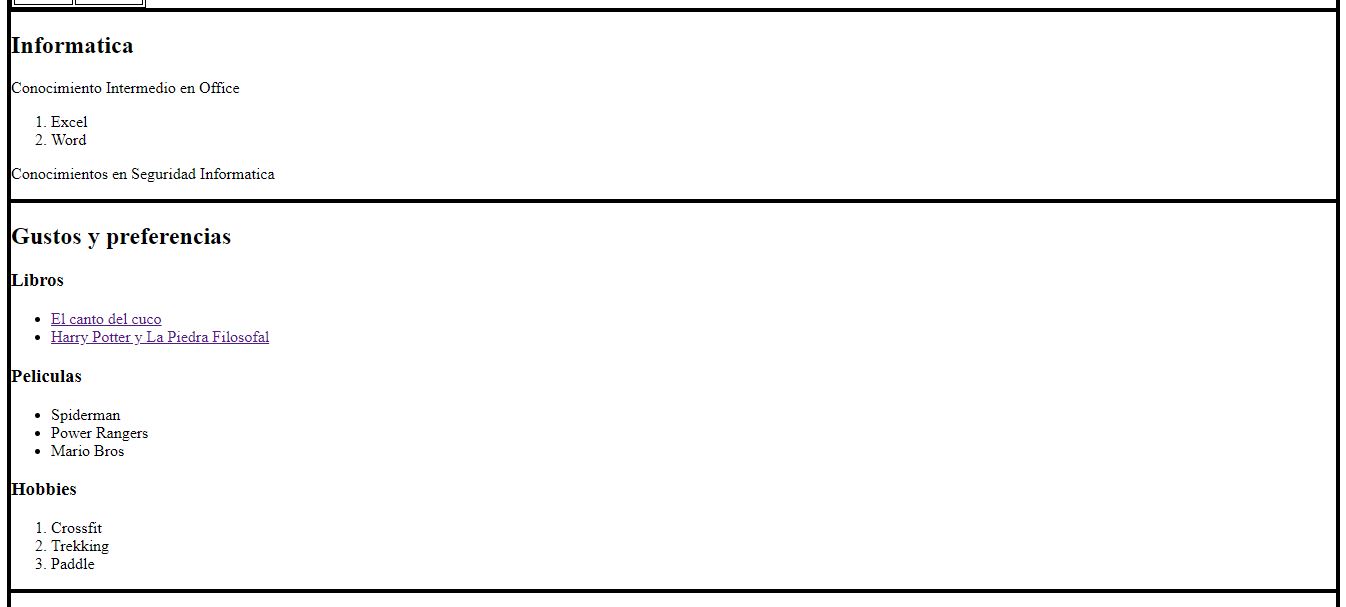 Informatica
Conocimiento Intermedio en Office
1. Excel
2. Word
Conocimientos en Seguridad Informatica
Gustos y preferencias
Libros
• El canto del cuco
• Harry Potter y La Piedra Filosofal
Peliculas
• Spiderman
• Power Rangers
• Mario Bros
Hobbies
1. Crossfit
2. Trekking
3. Paddle